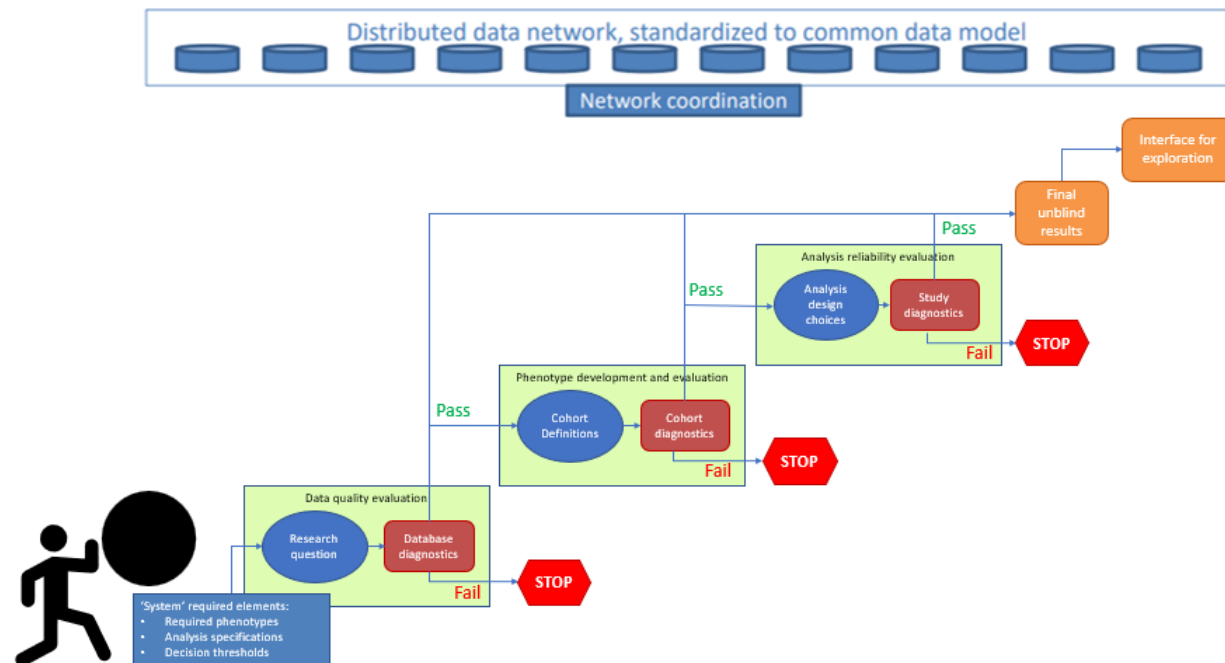 Distributed data network, standardized to common data model
Network coordination
Interface for
exploration
Final
unblind
results
Pass
Analysis reliability evaluation
Analysis
design
choices
Study
diagnostics
Pass
Fail
STOP
Phenotype development and evaluation
Cohort
Definitions
Cohort
diagnostics
Pass
Fail
STOP
Data quality evaluation
Research
question
Database
diagnostics
Fail
STOP
'System' required elements:
• Required phenotypes
• Analysis specifications
• Decision thresholds